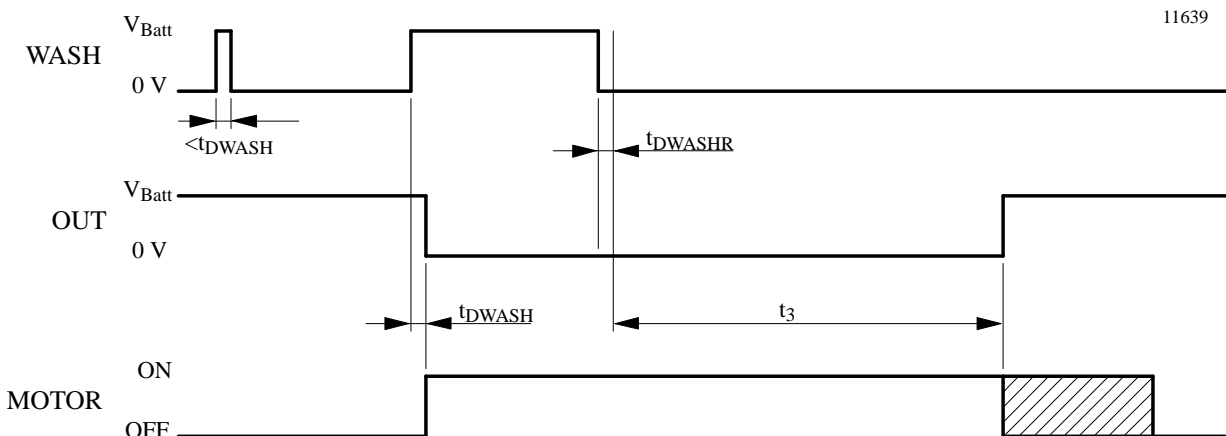 11639
V_Batt
WASH
0 V
<t_DWASH
t_DWASHR
V_Batt
OUT
0 V
t_DWASH
t_3
ON
MOTOR
OFF